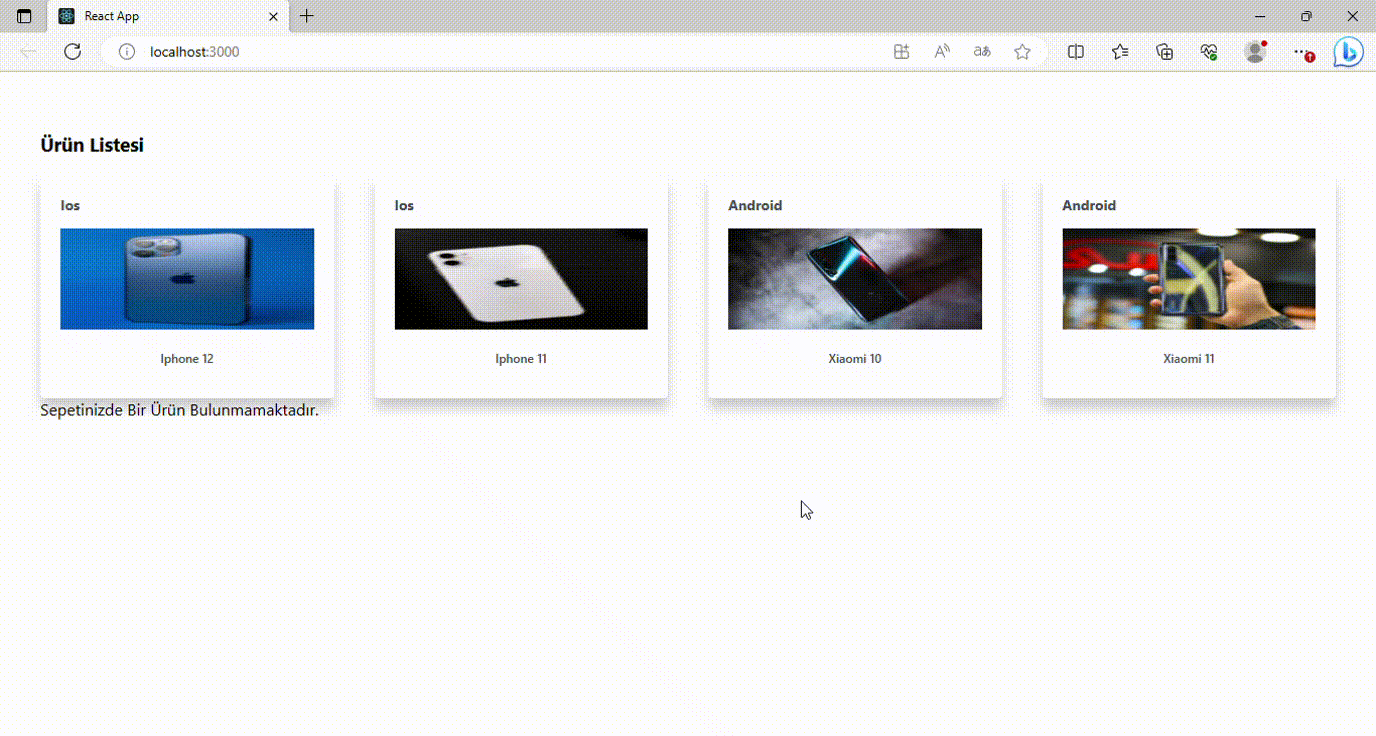 React App
localhost:3000
Ürün Listesi
Ios
Iphone 12
Ios
Iphone 11
Android
Xiaomi 10
Android
Xiaomi 11
Sepetinizde Bir Ürün Bulunmamaktadır.